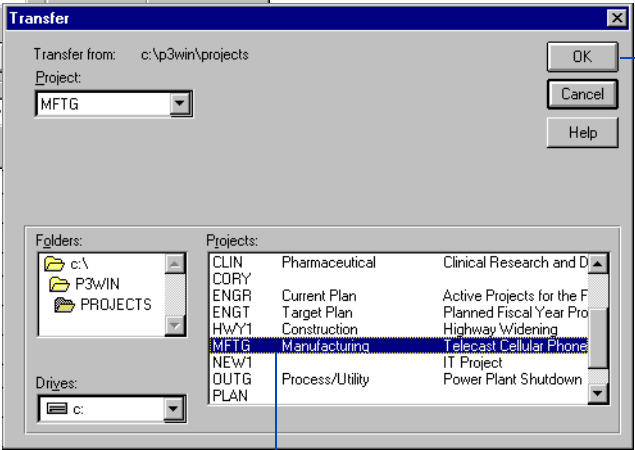 Transfer
Transfer from: c:\p3win\projects
OK
Project:
MFTG
Cancel
Help
Folders:
c:\
P3WIN
PROJECTS
Drives:
c:
Projects:
CLIN Pharmaceutical Clinical Research and D
CORY
ENGR Current Plan Active Projects for the F
ENGT Target Plan Planned Fiscal Year Pro
HWY1 Construction Highway Widening
MFTG Manufacturing Telecast Cellular Phone
NEW1 IT Project
OUTG Process/Utility Power Plant Shutdown
PLAN